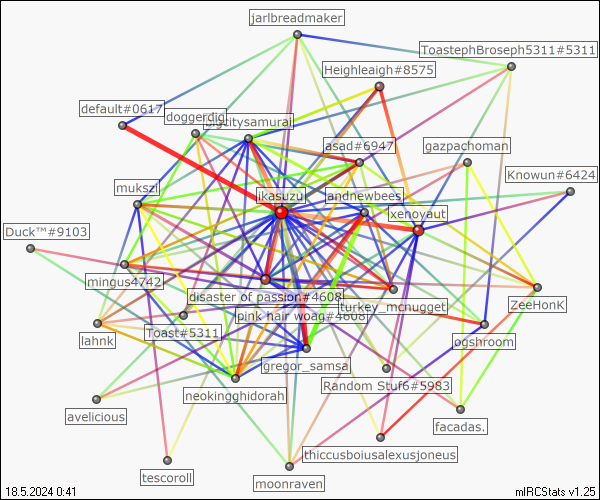 jarlbreadmaker
ToastephBroseph5311#5311
Heighleaigh#8575
default#0617
doggerdig
bigcitysamurai
asad#6947
gazpachoman
Knowun#6424
mukszi
ikasuzu
andnewbees
xenoyaut
Duck™#9103
mingus4742
disaster of passion#4608
turkey_mcnugget
ZeeHonK
pink hair woag#4608
lahnk
Toast#5311
ogshroom
gregor_samsa
Random Stuf6#5983
neokingghidorah
avelicious
facadas.
thiccusboiusalexusjoneus
tescoroll
moonraven
18.5.2024 0:41
mIRCStats v1.25